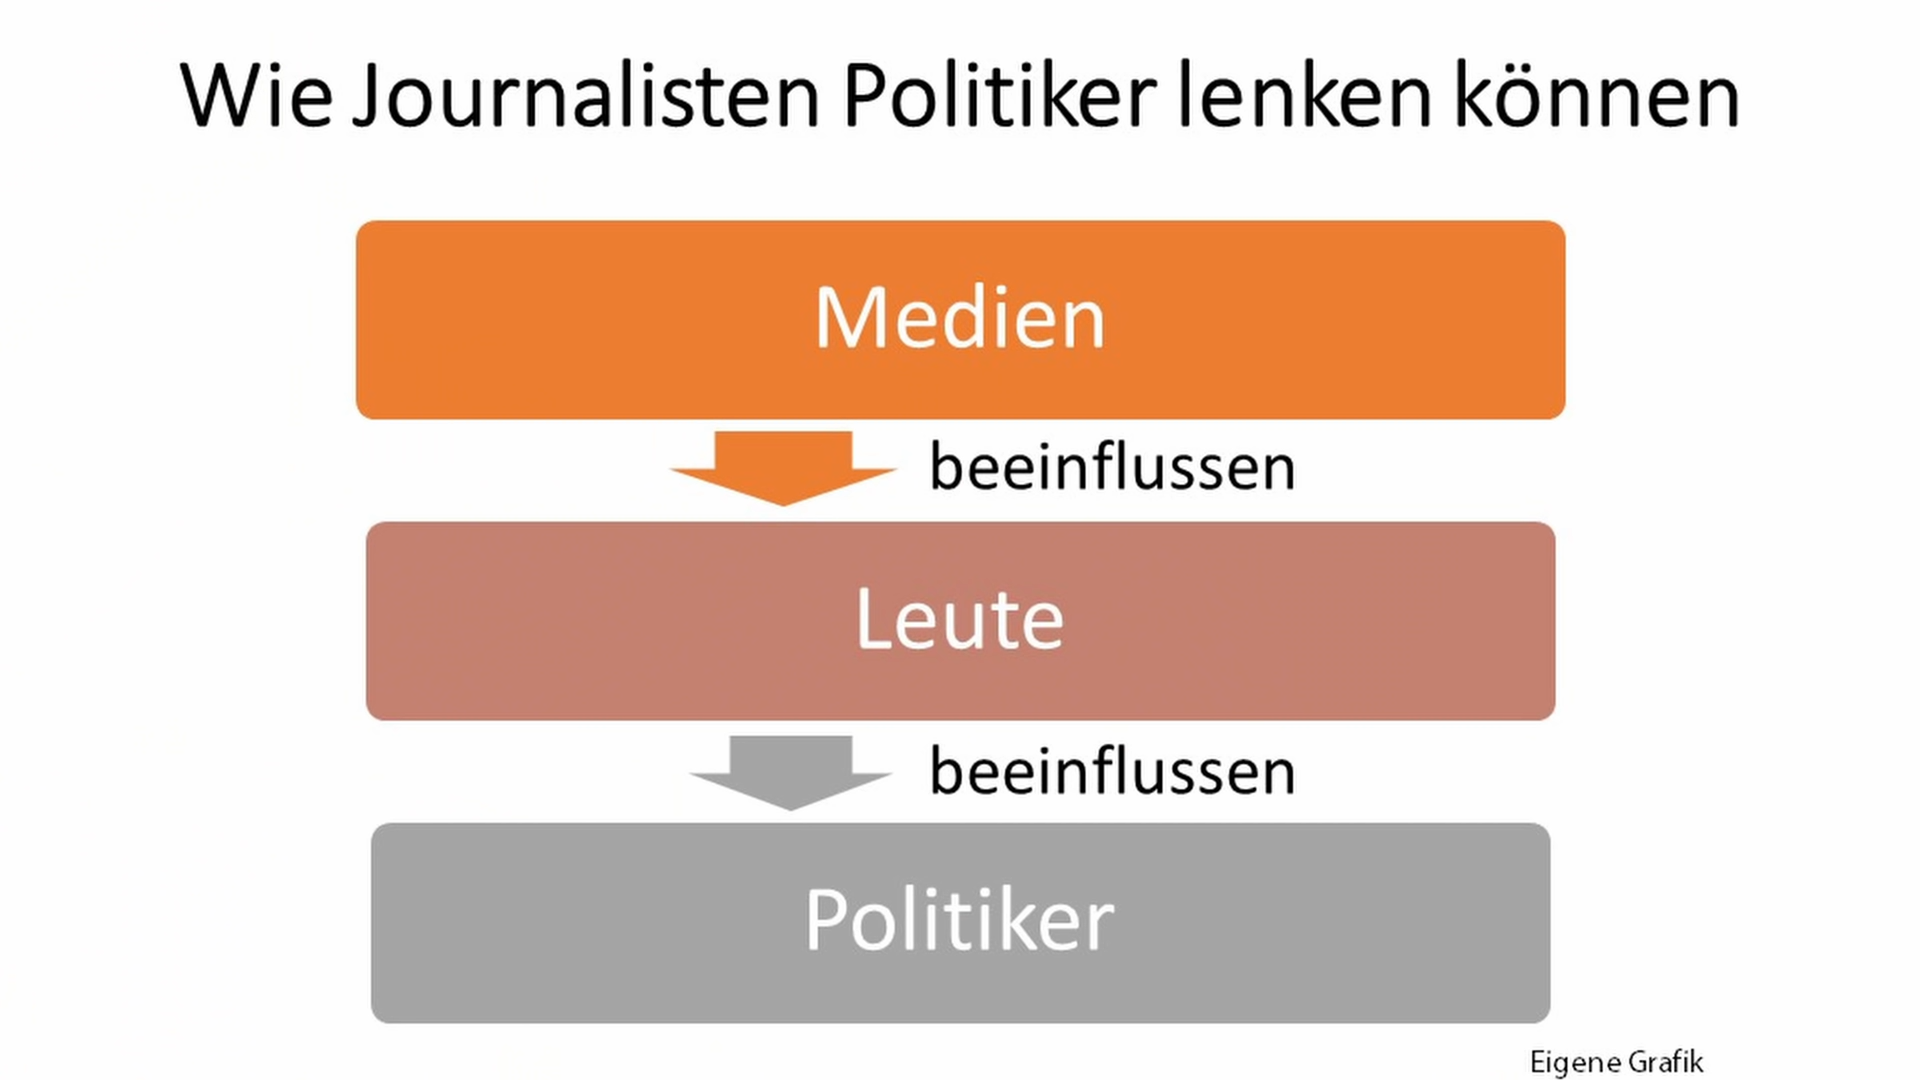 Wie Journalisten Politiker lenken können
Medien
beeinflussen
Leute
beeinflussen
Politiker
Eigene Grafik